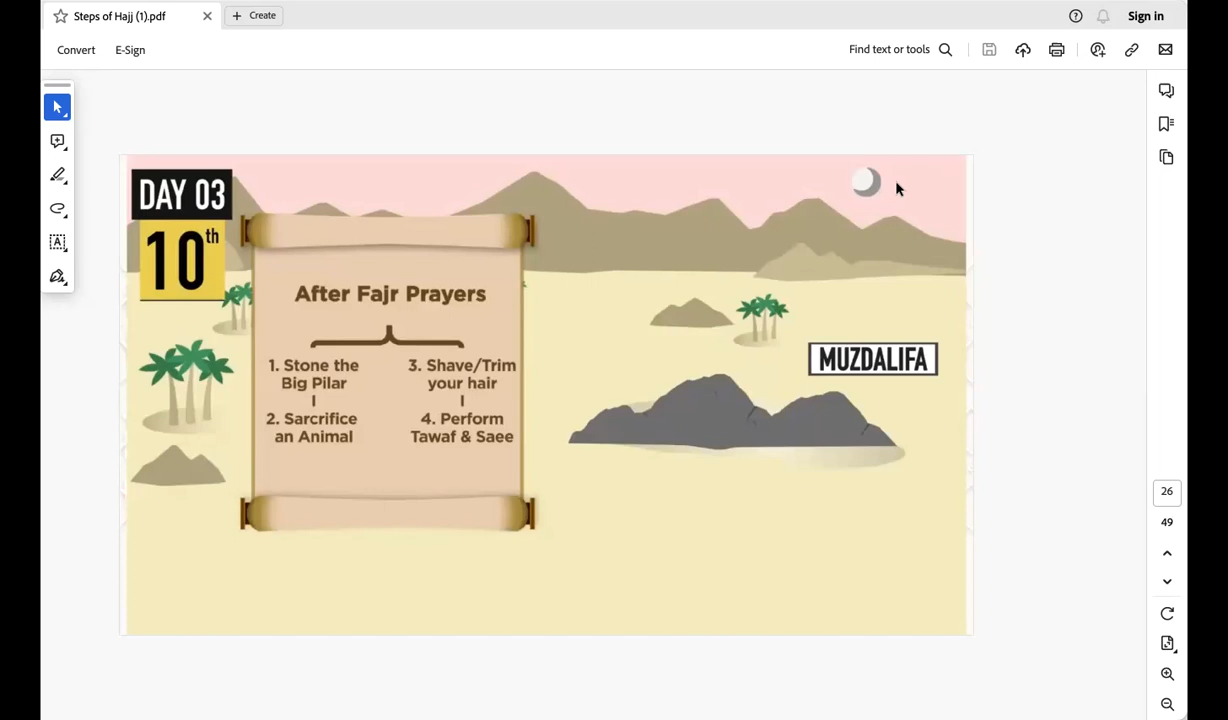 Steps of Hajj (1).pdf
Create
Sign in
Convert
E-Sign
Find text or tools
DAY 03
10th
After Fajr Prayers
1. Stone the
Big Pilar
2. Sarcrifice
an Animal
3. Shave/Trim
your hair
4. Perform
Tawaf & Saee
MUZDALIFA
26
49